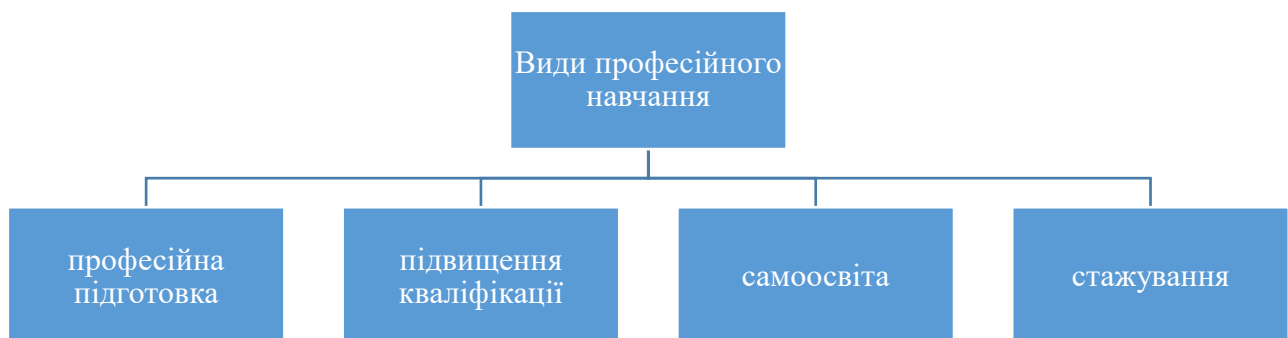 Види професійного
навчання
професійна
підготовка
підвищення
кваліфікації
самоосвіта
стажування